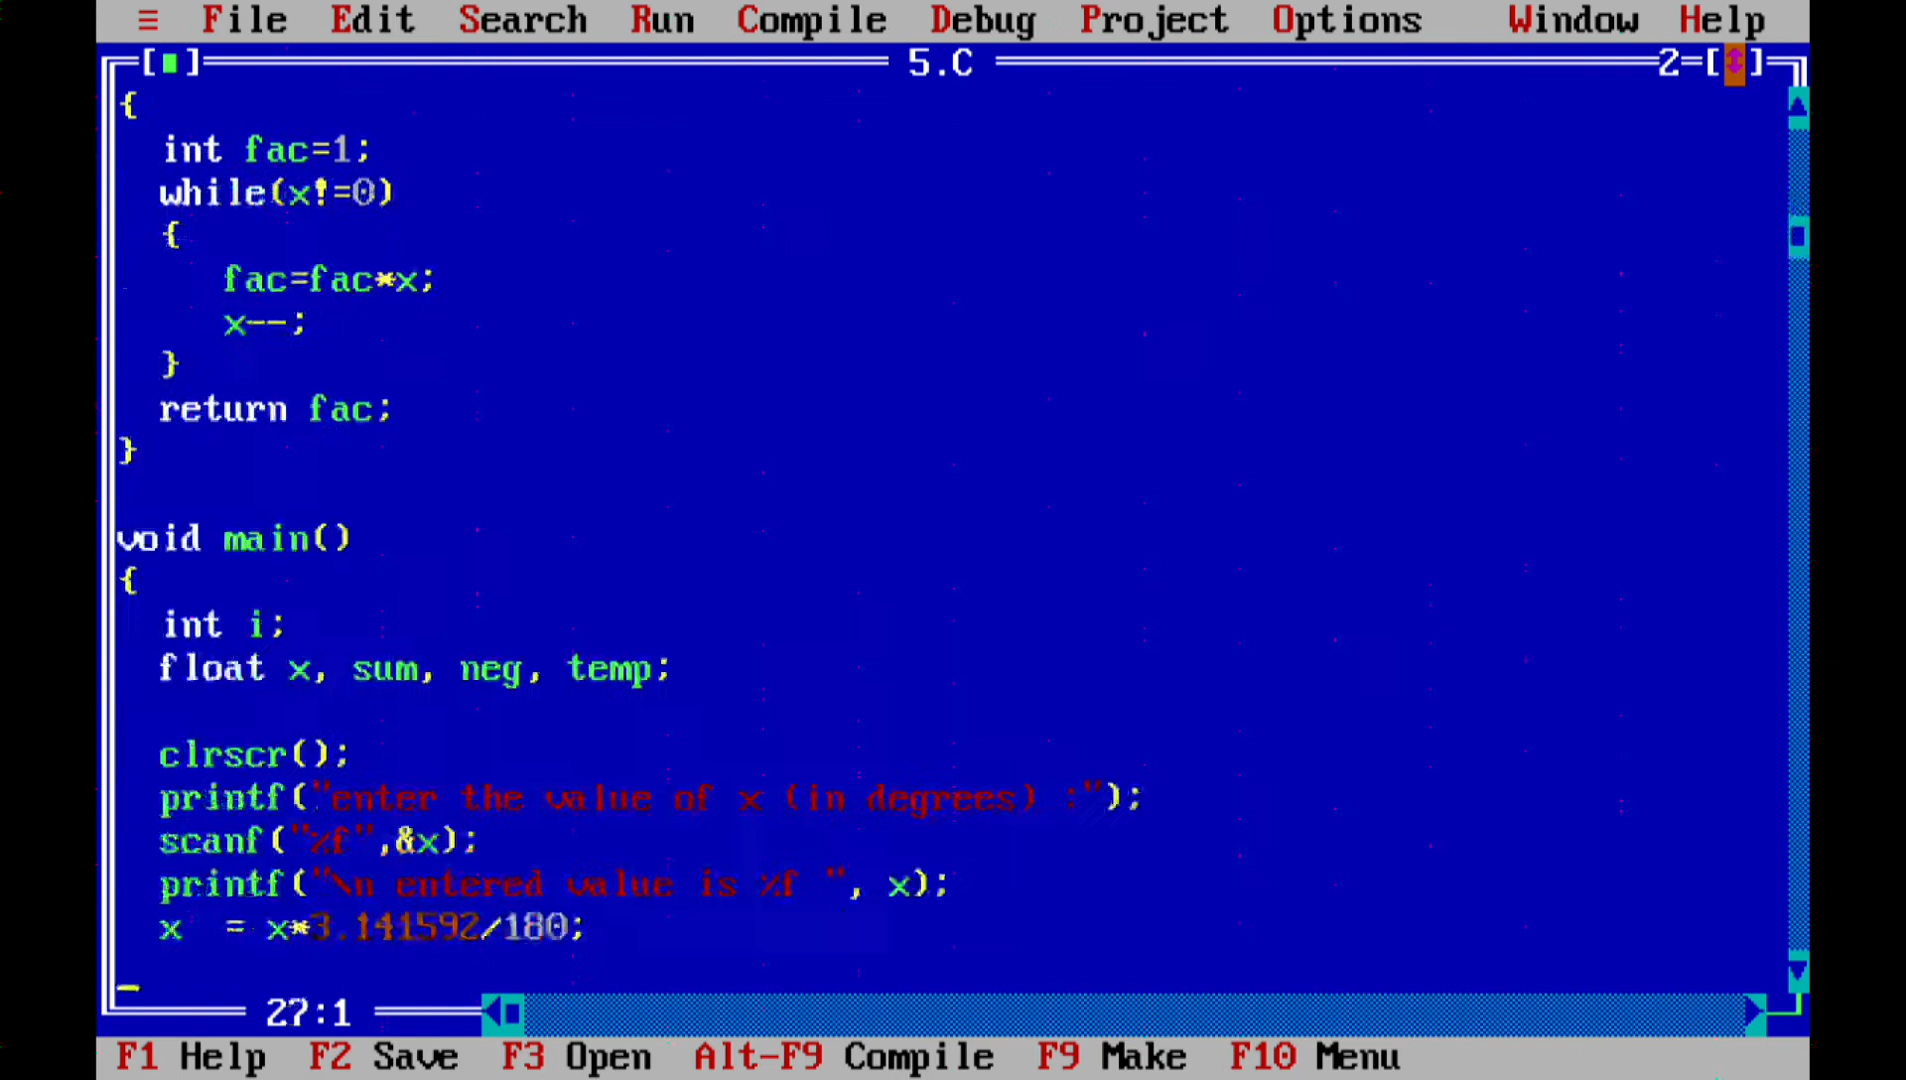 ≡ File Edit Search Run Compile Debug Project Options Window Help
[■] 5.C 2=[↕]
{
int fac=1;
while(x!=0)
{
fac=fac*x;
x--;
}
return fac;
}
void main()
{
int i;
float x, sum, neg, temp;
clrscr();
printf("enter the value of x (in degrees) :");
scanf("%f",&x);
printf("\n entered value is %f ", x);
x  = x*3.141592/180;
27:1
F1 Help F2 Save F3 Open Alt-F9 Compile F9 Make F10 Menu